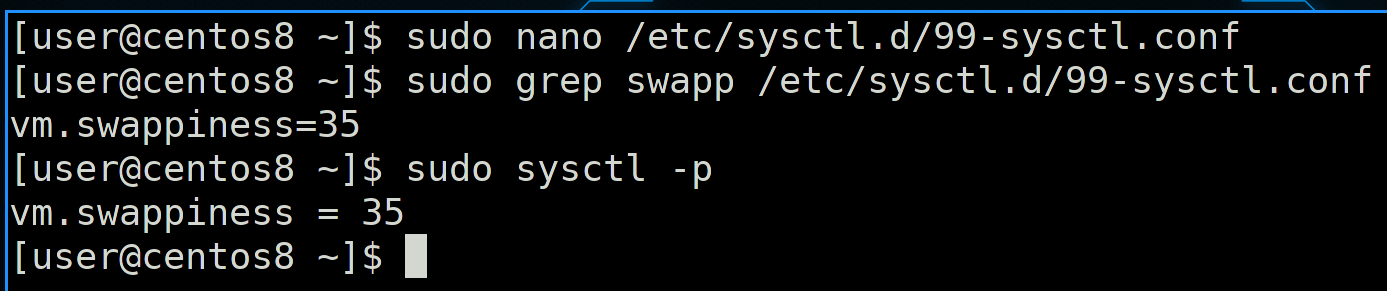 [user@centos8 ~]$ sudo nano /etc/sysctl.d/99-sysctl.conf
[user@centos8 ~]$ sudo grep swapp /etc/sysctl.d/99-sysctl.conf
vm.swappiness=35
[user@centos8 ~]$ sudo sysctl -p
vm.swappiness = 35
[user@centos8 ~]$